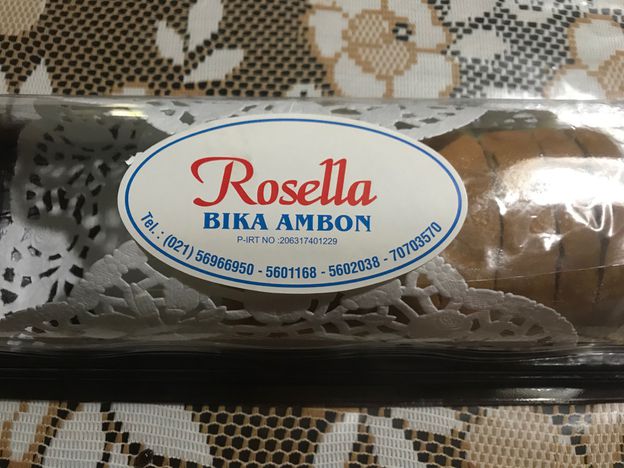 Rosella
BIKA AMBON
P-IRT NO :206317401229
Tel. : (021) 56966950 - 5601168 - 5602038 - 70703570